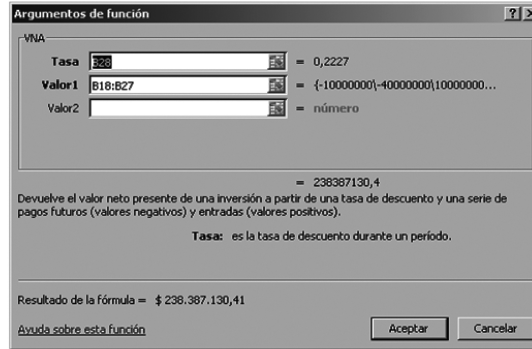 Argumentos de función
VNA
Tasa B28 = 0,2227
Valor1 B18:B27 = {-10000000\-40000000\10000000...
Valor2 = número
= 238387130,4
Devuelve el valor neto presente de una inversión a partir de una tasa de descuento y una serie de
pagos futuros (valores negativos) y entradas (valores positivos).
Tasa: es la tasa de descuento durante un período.
Resultado de la fórmula = $ 238.387.130,41
Ayuda sobre esta función
Aceptar Cancelar